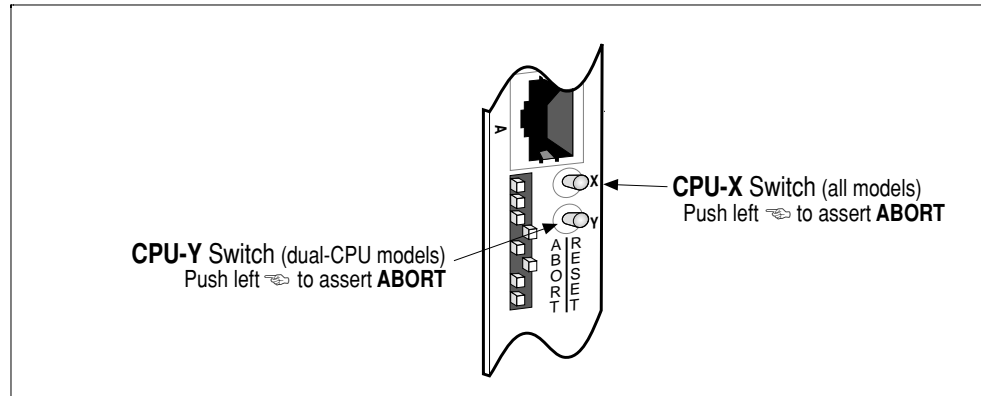 A
X
CPU-X Switch (all models)
Push left ☜ to assert ABORT
Y
CPU-Y Switch (dual-CPU models)
Push left ☜ to assert ABORT
ABORT
RESET